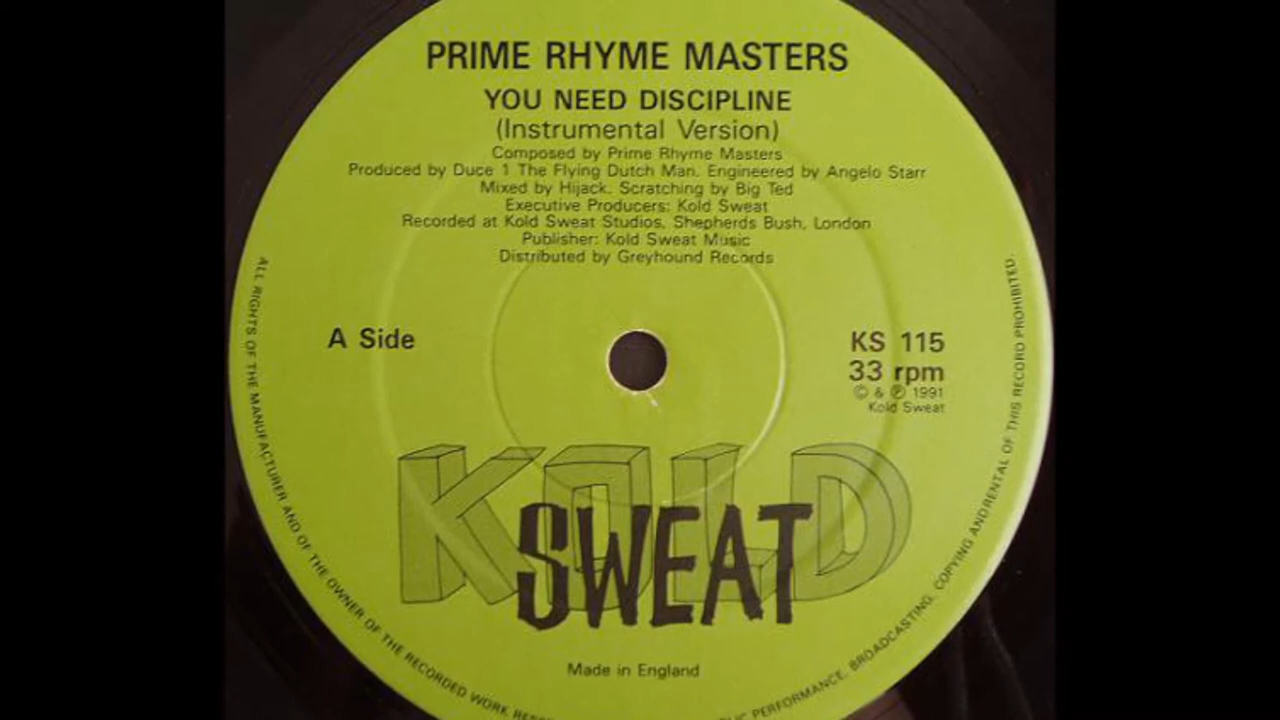 PRIME RHYME MASTERS
YOU NEED DISCIPLINE
(Instrumental Version)
Composed by Prime Rhyme Masters
Produced by Duce 1 The Flying Dutch Man. Engineered by Angelo Starr
Mixed by Hijack. Scratching by Big Ted
Executive Producers: Kold Sweat
Recorded at Kold Sweat Studios, Shepherds Bush, London
Publisher: Kold Sweat Music
Distributed by Greyhound Records
A Side
KS 115
33 rpm
© & ℗ 1991
Kold Sweat
KOLD
SWEAT
Made in England
ALL RIGHTS OF THE MANUFACTURER AND OF THE OWNER OF THE RECORDED WORK
PERFORMANCE, BROADCASTING, COPYING AND RENTAL OF THIS RECORD PROHIBITED.